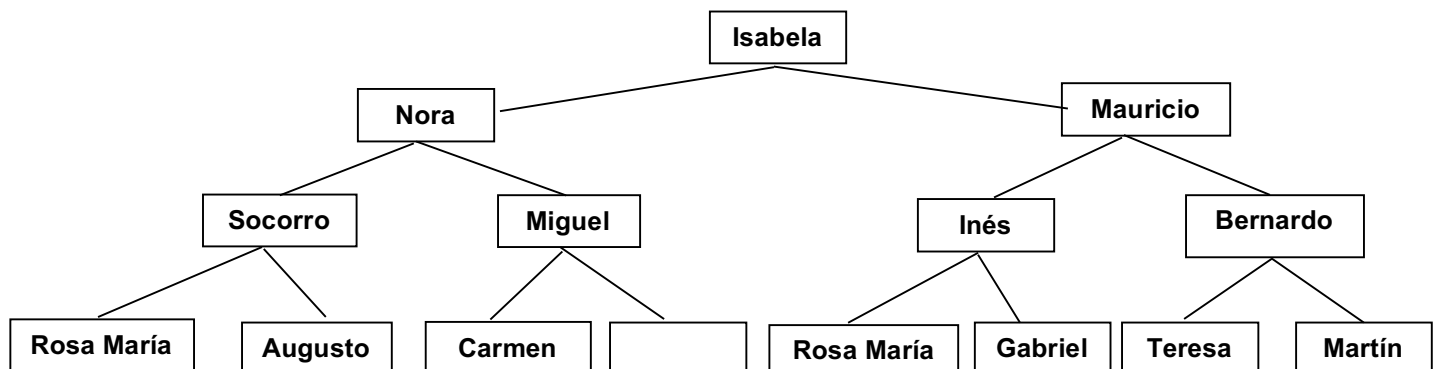 Isabela
Nora
Mauricio
Socorro
Miguel
Inés
Bernardo
Rosa María
Augusto
Carmen
Rosa María
Gabriel
Teresa
Martín